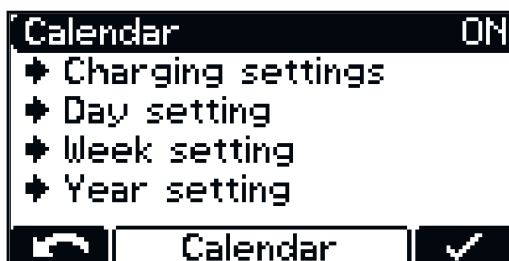 Calendar ON
Charging settings
Day setting
Week setting
Year setting
Calendar